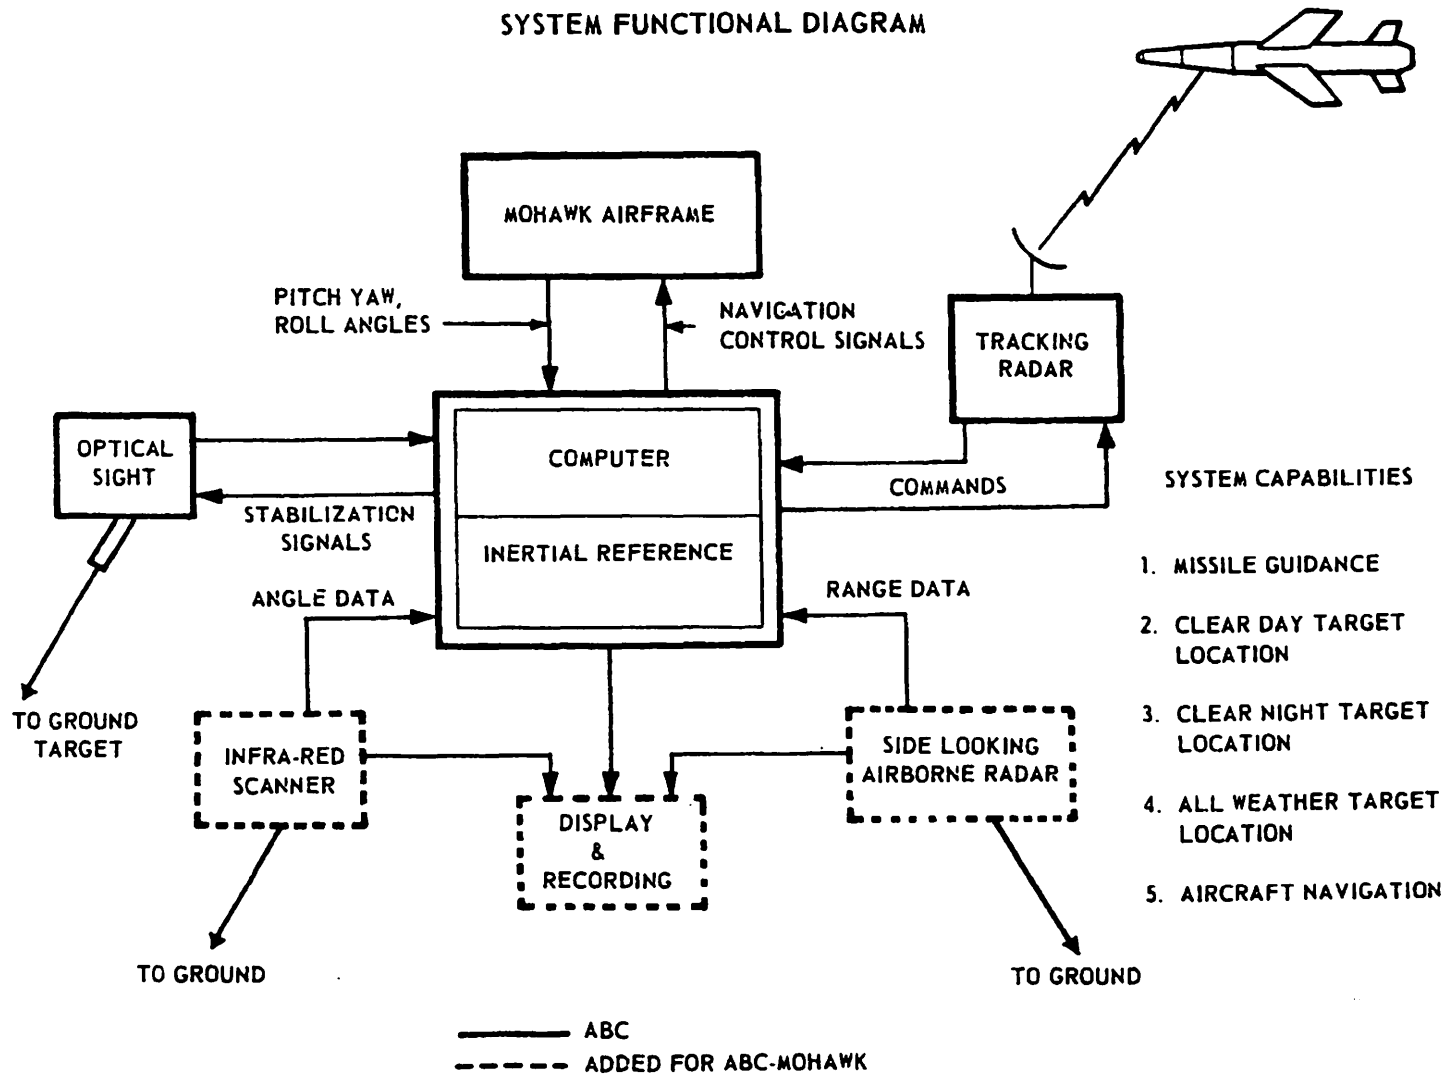 SYSTEM FUNCTIONAL DIAGRAM
MOHAWK AIRFRAME
PITCH YAW,
ROLL ANGLES
NAVIGATION
CONTROL SIGNALS
TRACKING
RADAR
OPTICAL
SIGHT
COMPUTER
COMMANDS
STABILIZATION
SIGNALS
INERTIAL REFERENCE
ANGLE DATA
RANGE DATA
TO GROUND
TARGET
INFRA-RED
SCANNER
SIDE LOOKING
AIRBORNE RADAR
DISPLAY
&
RECORDING
TO GROUND
TO GROUND
SYSTEM CAPABILITIES
1. MISSILE GUIDANCE
2. CLEAR DAY TARGET
LOCATION
3. CLEAR NIGHT TARGET
LOCATION
4. ALL WEATHER TARGET
LOCATION
5. AIRCRAFT NAVIGATION
ABC
ADDED FOR ABC-MOHAWK